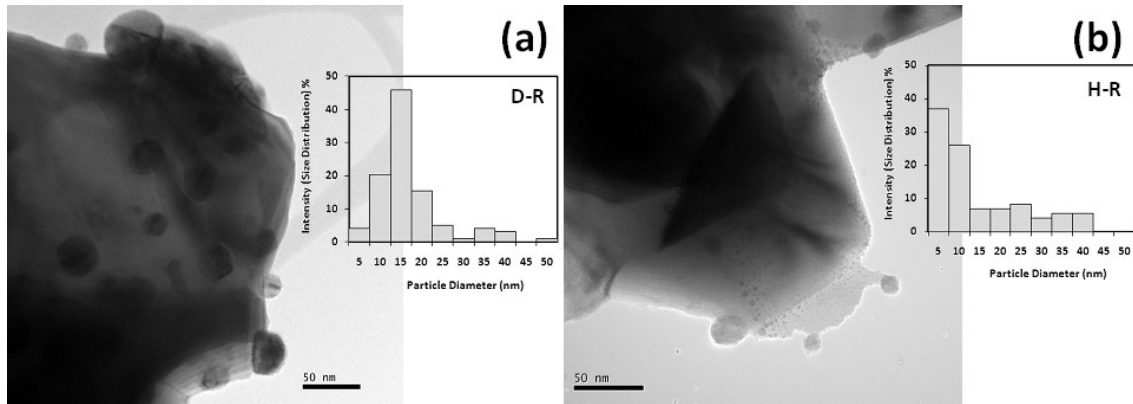 (a)
D-R
Intensity (Size Distribution) %
50
40
30
20
10
0
5 10 15 20 25 30 35 40 45 50
Particle Diameter (nm)
50 nm
(b)
H-R
Intensity (Size Distribution) %
50
40
30
20
10
0
5 10 15 20 25 30 35 40 45 50
Particle Diameter (nm)
50 nm